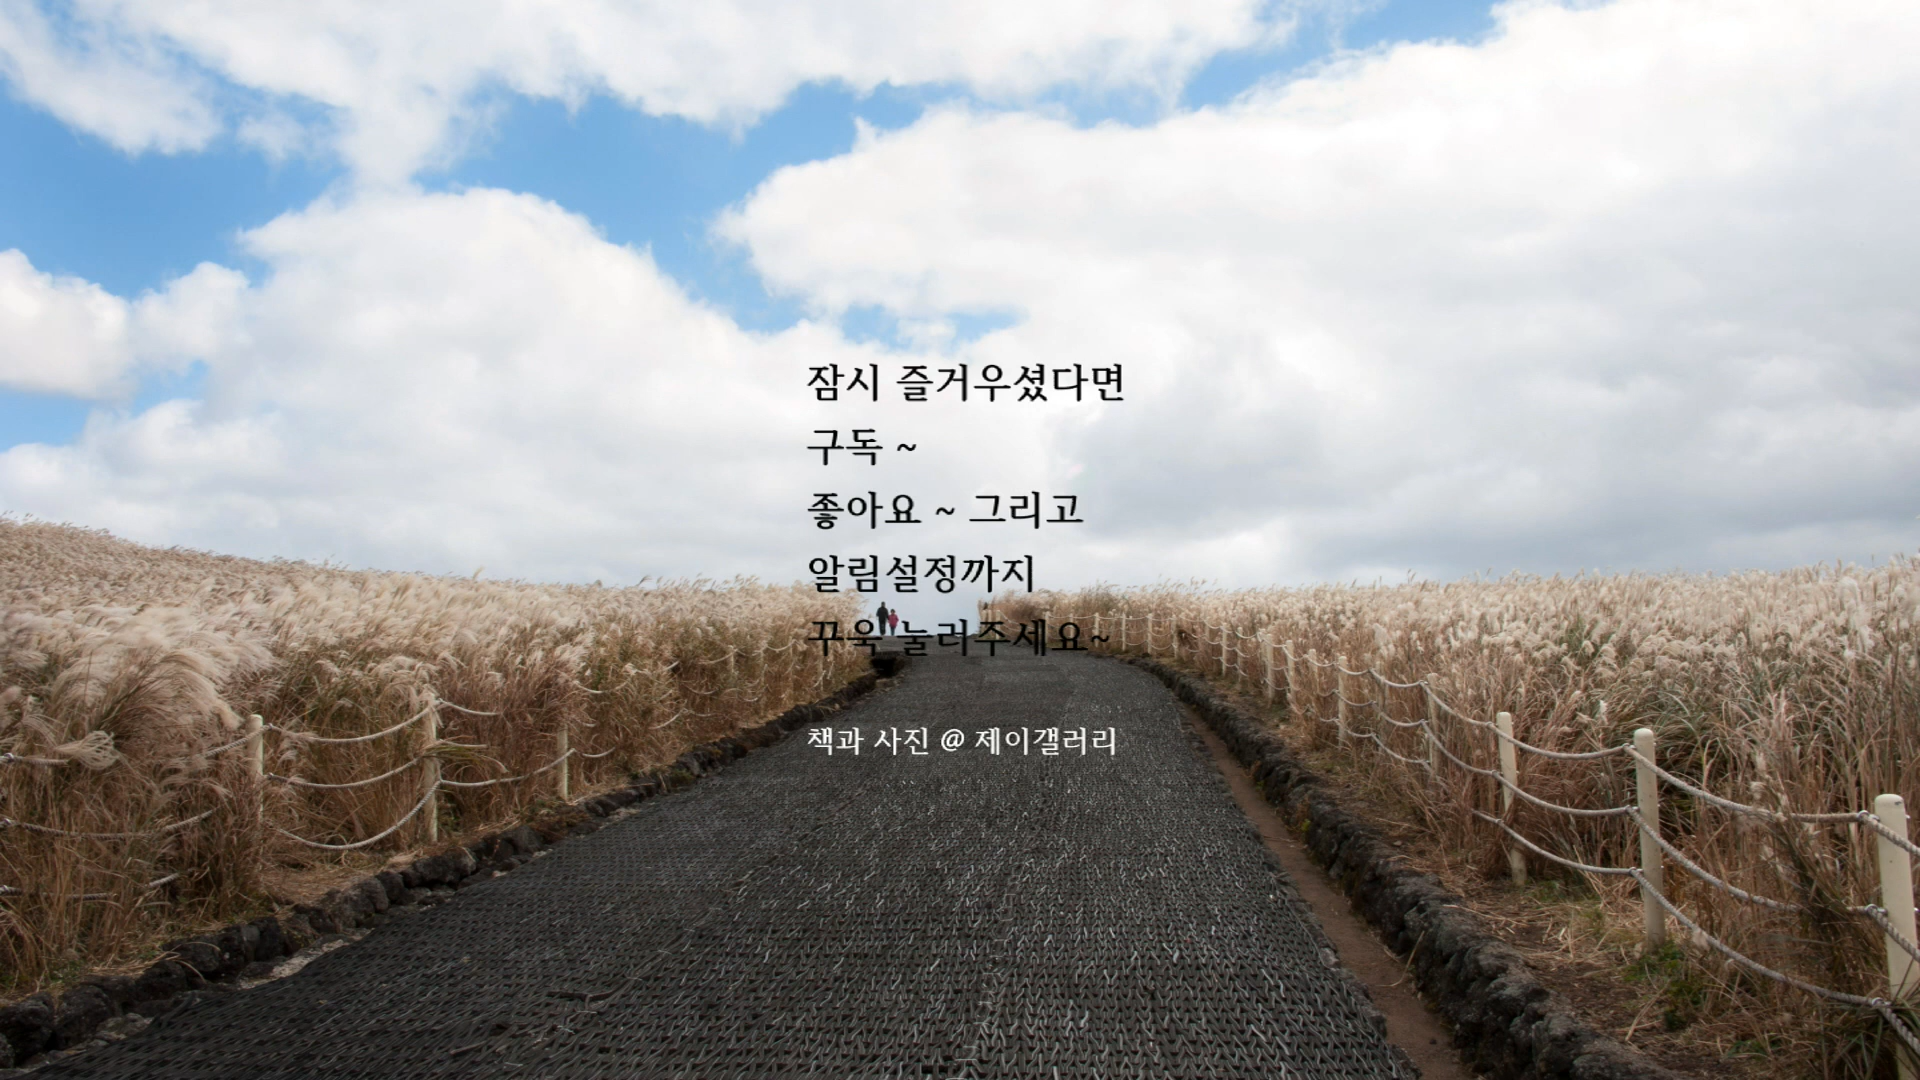 잠시 즐거우셨다면
구독 ~
좋아요 ~ 그리고
알림설정까지
꾸욱 눌러주세요~
책과 사진 @ 제이갤러리